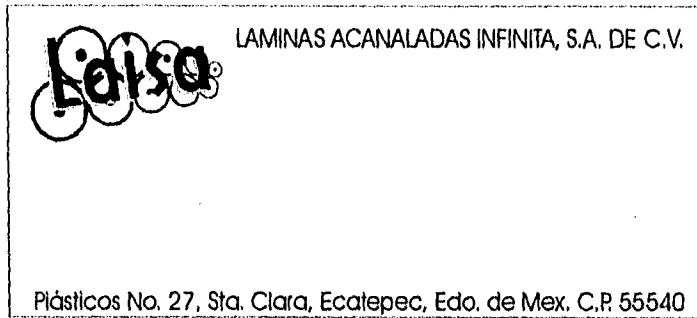 Laisa
LAMINAS ACANALADAS INFINITA, S.A. DE C.V.
Plásticos No. 27, Sta. Clara, Ecatepec, Edo. de Mex. C.P. 55540